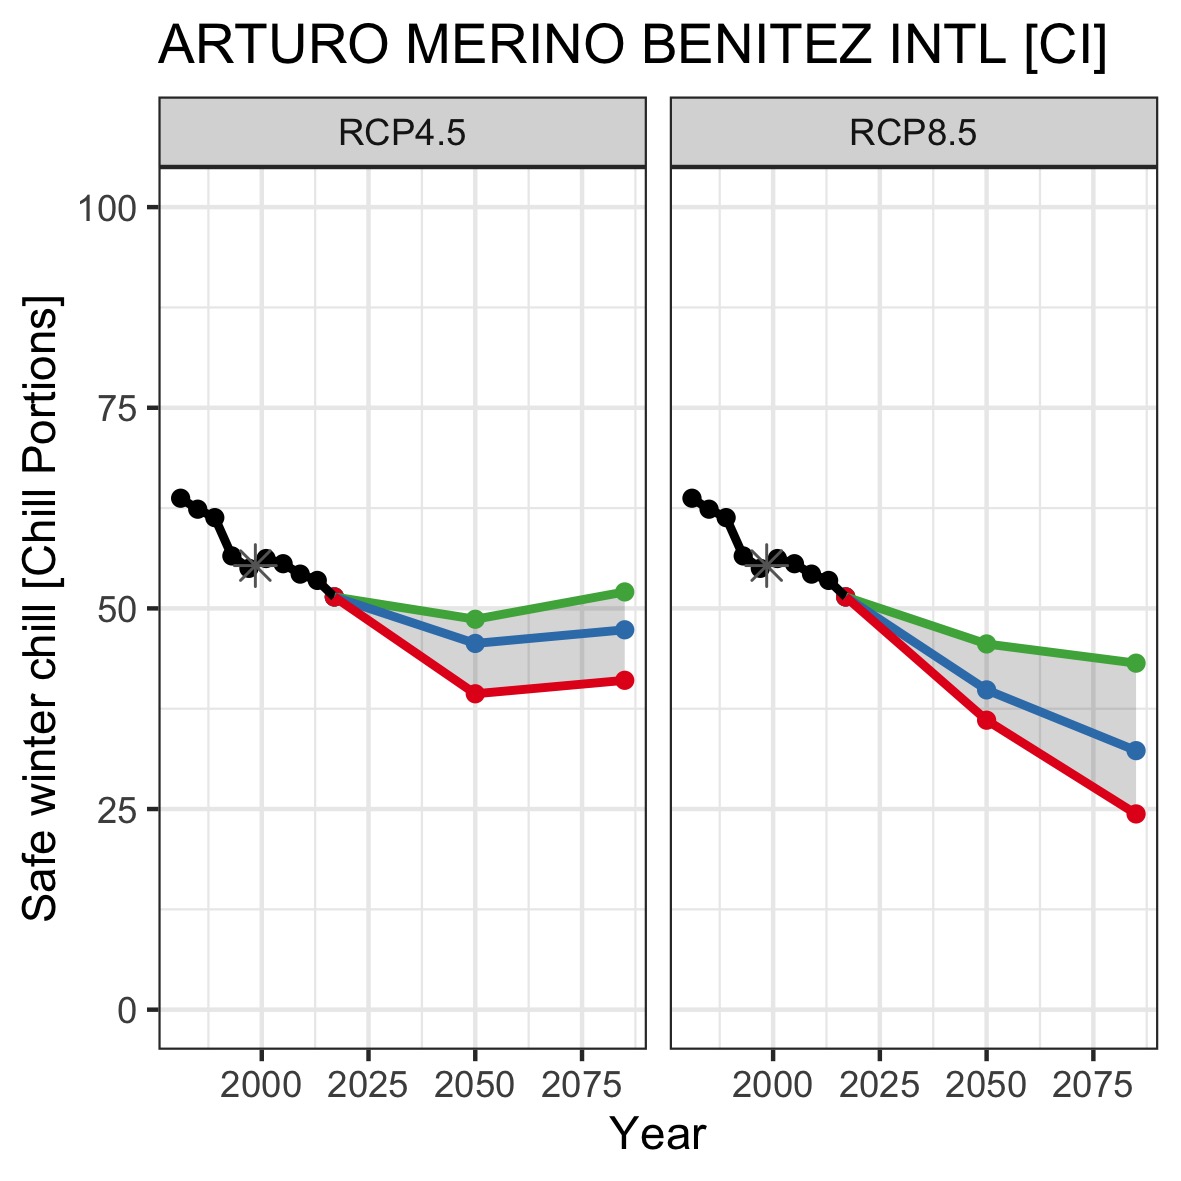 ARTURO MERINO BENITEZ INTL [CI]
RCP4.5
RCP8.5
Safe winter chill [Chill Portions]
100
75
50
25
0
2000 2025 2050 2075
2000 2025 2050 2075
Year